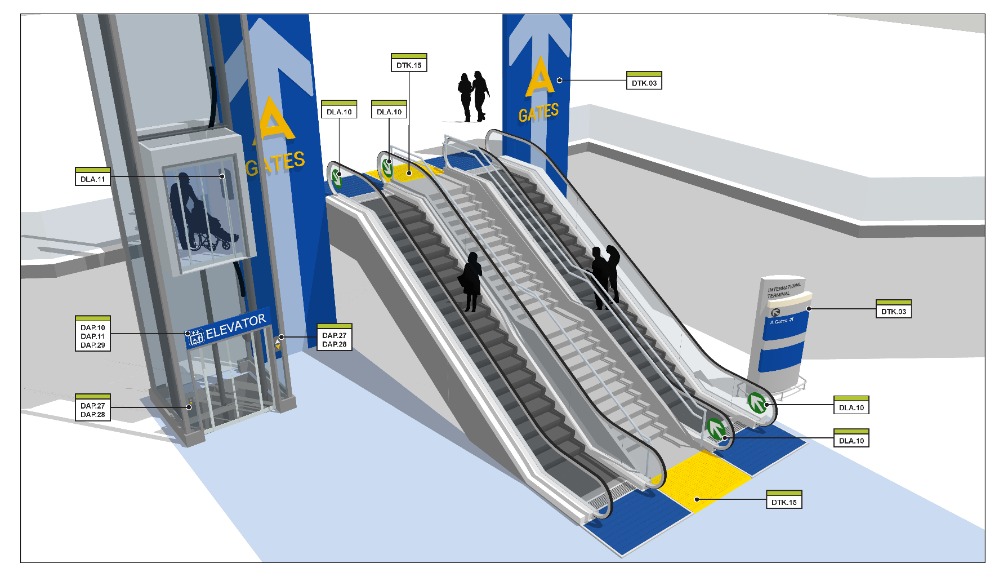 DTK.15
A
GATES
DTK.03
DLA.10
DLA.10
A
GATES
DLA.11
INTERNATIONAL
TERMINAL
A Gates
DTK.03
ELEVATOR
DAP.10
DAP.11
DAP.29
DAP.27
DAP.28
DAP.27
DAP.28
DLA.10
DLA.10
DTK.15